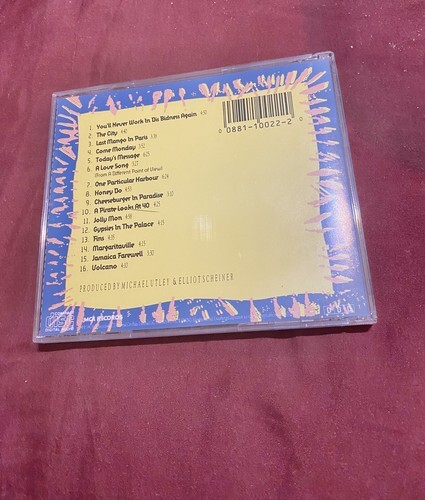 1. You'll Never Work In Dis Bidness Again
2. The City
3. Last Mango In Paris
4. Come Monday
5. Today's Message
6. A Love Song
(From A Different Point of View)
7. One Particular Harbour
8. Honey Do
9. Cheeseburger In Paradise
10. A Pirate Looks At 40
11. Jolly Mon
12. Gypsies In The Palace
13. Fins
14. Margaritaville
15. Jamaica Farewell
16. Volcano
PRODUCED BY MICHAEL UTLEY & ELLIOT SCHEINER
0 0881-10022-2 0
MCA RECORDS